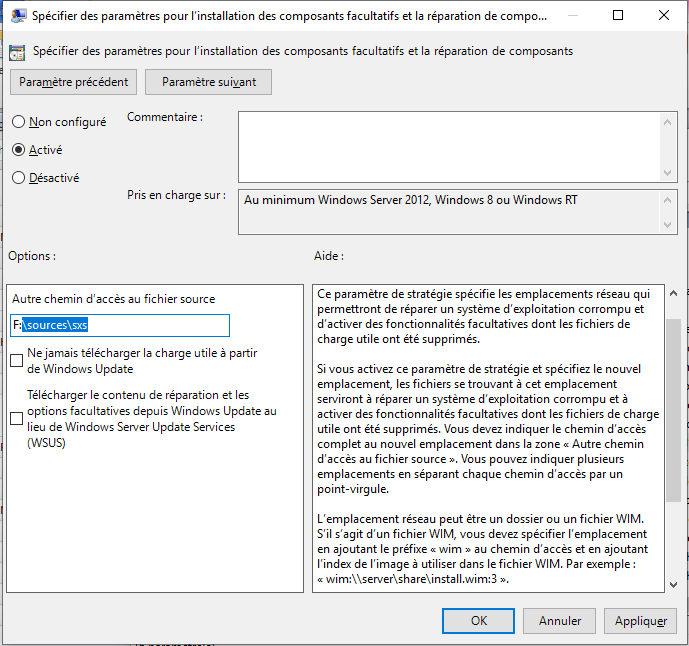 Spécifier des paramètres pour l'installation des composants facultatifs et la réparation de compo...
Spécifier des paramètres pour l'installation des composants facultatifs et la réparation de composants
Paramètre précédent
Paramètre suivant
Non configuré
Activé
Désactivé
Commentaire :
Pris en charge sur :
Au minimum Windows Server 2012, Windows 8 ou Windows RT
Options :
Aide :
Autre chemin d'accès au fichier source
F:\sources\sxs
Ne jamais télécharger la charge utile à partir
de Windows Update
Télécharger le contenu de réparation et les
options facultatives depuis Windows Update au
lieu de Windows Server Update Services
(WSUS)
Ce paramètre de stratégie spécifie les emplacements réseau qui
permettront de réparer un système d'exploitation corrompu et
d'activer des fonctionnalités facultatives dont les fichiers de
charge utile ont été supprimés.
Si vous activez ce paramètre de stratégie et spécifiez le nouvel
emplacement, les fichiers se trouvant à cet emplacement
serviront à réparer un système d'exploitation corrompu et à
activer des fonctionnalités facultatives dont les fichiers de charge
utile ont été supprimés. Vous devez indiquer le chemin d'accès
complet au nouvel emplacement dans la zone « Autre chemin
d'accès au fichier source ». Vous pouvez indiquer plusieurs
emplacements en séparant chaque chemin d'accès par un
point-virgule.
L'emplacement réseau peut être un dossier ou un fichier WIM.
S'il s'agit d'un fichier WIM, vous devez spécifier l'emplacement
en ajoutant le préfixe « wim » au chemin d'accès et en ajoutant
l'index de l'image à utiliser dans le fichier WIM. Par exemple :
« wim:\\server\share\install.wim:3 ».
OK
Annuler
Appliquer